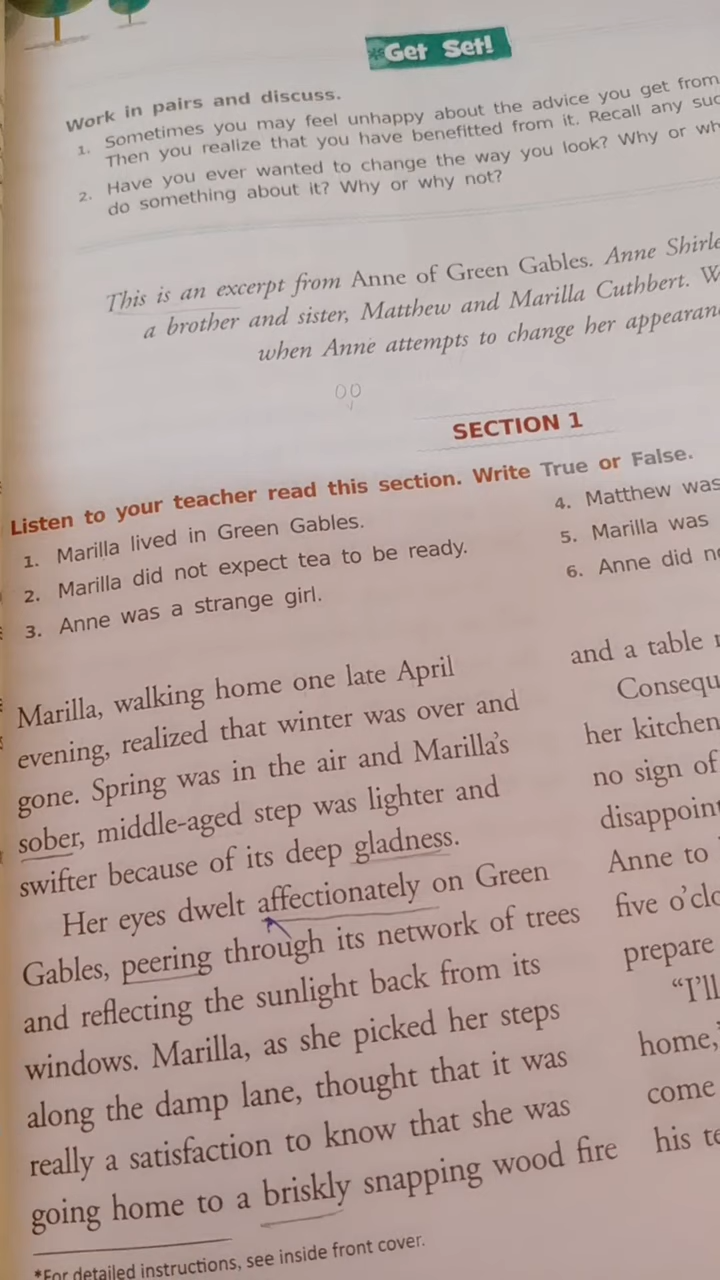 *Get Set!
Work in pairs and discuss.
1. Sometimes you may feel unhappy about the advice you get from
Then you realize that you have benefitted from it. Recall any
2. Have you ever wanted to change the way you look? Why or
do something about it? Why or why not?
This is an excerpt from Anne of Green Gables. Anne
a brother and sister, Matthew and Marilla Cuthbert.
when Anne attempts to change her
SECTION 1
Listen to your teacher read this section. Write True or False.
1. Marilla lived in Green Gables.
2. Marilla did not expect tea to be ready.
3. Anne was a strange girl.
4. Matthew was
5. Marilla was
6. Anne did
Marilla, walking home one late April
evening, realized that winter was over and
gone. Spring was in the air and Marilla's
sober, middle-aged step was lighter and
swifter because of its deep gladness.
Her eyes dwelt affectionately on Green
Gables, peering through its network of trees
and reflecting the sunlight back from its
windows. Marilla, as she picked her steps
along the damp lane, thought that it was
really a satisfaction to know that she was
going home to a briskly snapping wood fire
and a table
her kitchen
no sign of
Anne to
five
prepare
"I'll
home,
come
his
*For detailed instructions, see inside front cover.